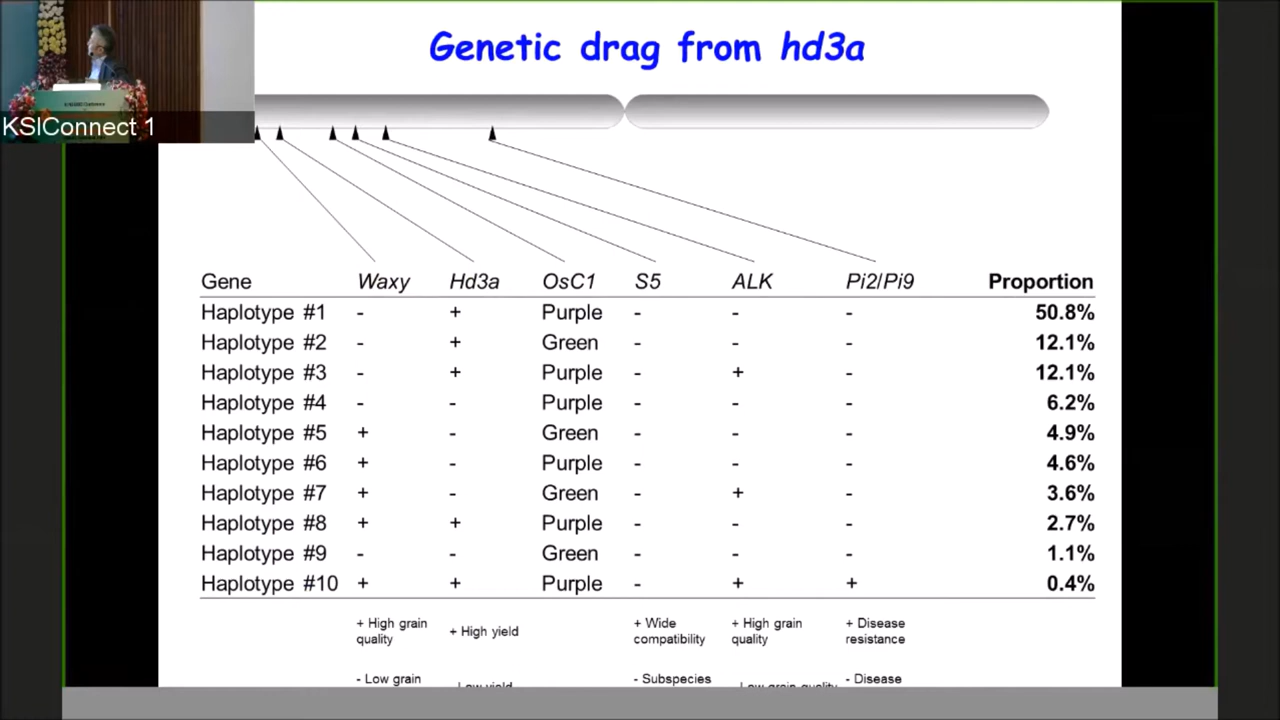 Genetic drag from hd3a
KSIConnect 1
Gene Waxy Hd3a OsC1 S5 ALK Pi2/Pi9 Proportion
Haplotype #1 - + Purple - - - 50.8%
Haplotype #2 - + Green - - - 12.1%
Haplotype #3 - + Purple - + - 12.1%
Haplotype #4 - - Purple - - - 6.2%
Haplotype #5 + - Green - - - 4.9%
Haplotype #6 + - Purple - - - 4.6%
Haplotype #7 + - Green - + - 3.6%
Haplotype #8 + + Purple - - - 2.7%
Haplotype #9 - - Green - - - 1.1%
Haplotype #10 + + Purple - + + 0.4%
+ High grain quality
+ High yield
+ Wide compatibility
+ High grain quality
+ Disease resistance
- Low grain
- Low yield
- Subspecies
- Low grain quality
- Disease